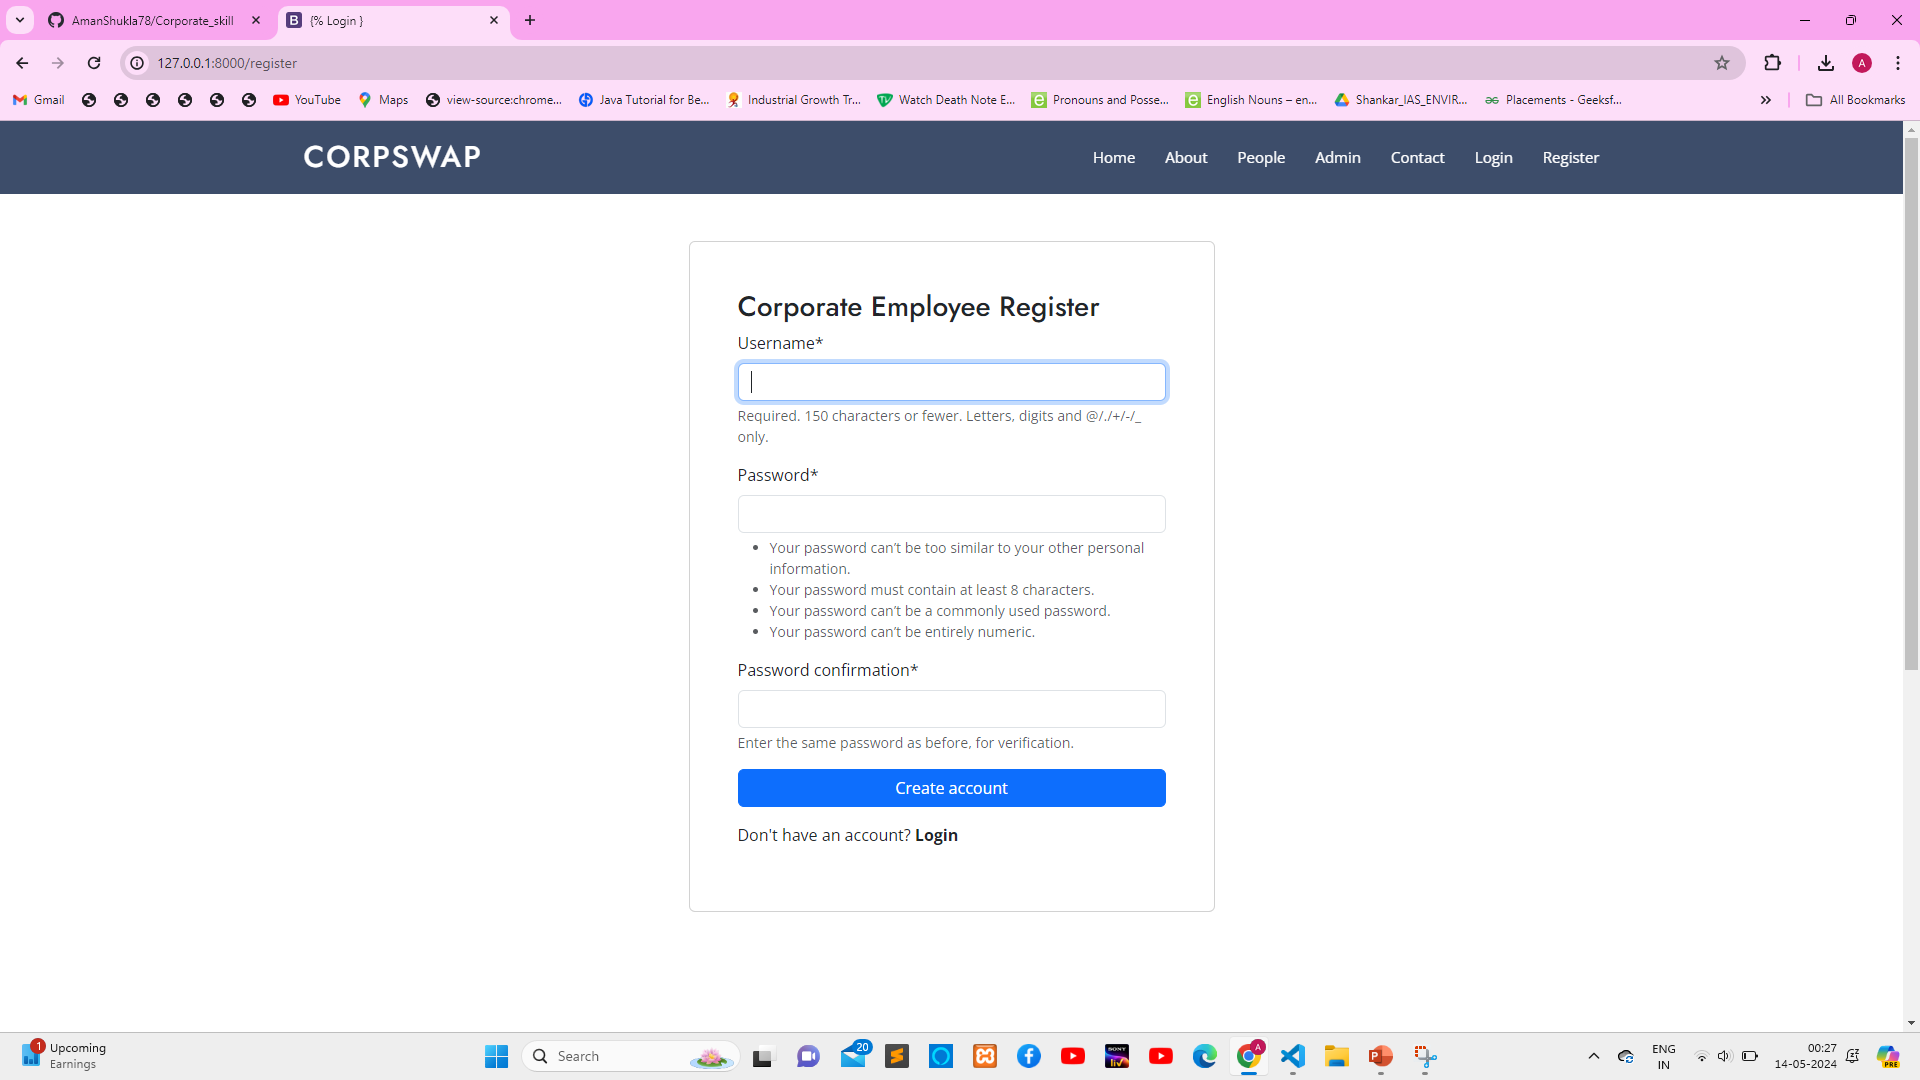 AmanShukla78/Corporate_skill
{% Login }
127.0.0.1:8000/register
A
Gmail
YouTube
Maps
view-source:chrome...
Java Tutorial for Be...
Industrial Growth Tr...
Watch Death Note E...
Pronouns and Posse...
English Nouns – en...
Shankar_IAS_ENVIR...
Placements - Geeksf...
All Bookmarks
CORPSWAP
Home
About
People
Admin
Contact
Login
Register
Corporate Employee Register
Username*
Required. 150 characters or fewer. Letters, digits and @/./+/-/_
only.
Password*
Your password can’t be too similar to your other personal
information.
Your password must contain at least 8 characters.
Your password can’t be a commonly used password.
Your password can’t be entirely numeric.
Password confirmation*
Enter the same password as before, for verification.
Create account
Don't have an account? Login
1
Upcoming
Earnings
Search
20
SONY
liv
A
ENG
IN
00:27
14-05-2024
PRE